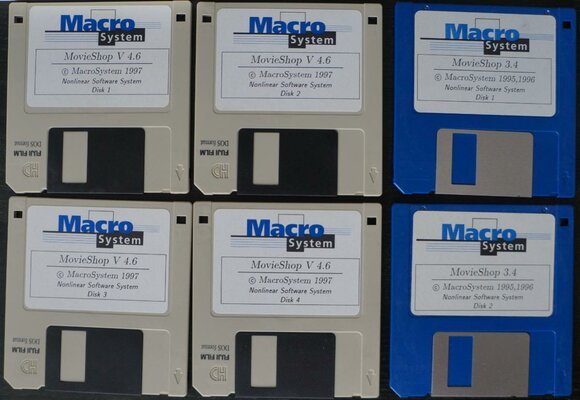 Macro
System
MovieShop V 4.6
© MacroSystem 1997
Nonlinear Software System
Disk 1
FUJI FILM
DOS format
HD
Macro
System
MovieShop V 4.6
© MacroSystem 1997
Nonlinear Software System
Disk 2
FUJI FILM
DOS format
HD
Macro
System
MovieShop 3.4
© MacroSystem 1995,1996
Nonlinear Software System
Disk 1
Macro
System
MovieShop V 4.6
© MacroSystem 1997
Nonlinear Software System
Disk 3
FUJI FILM
DOS format
HD
Macro
System
MovieShop V 4.6
© MacroSystem 1997
Nonlinear Software System
Disk 4
FUJI FILM
DOS format
HD
Macro
System
MovieShop 3.4
© MacroSystem 1995,1996
Nonlinear Software System
Disk 2